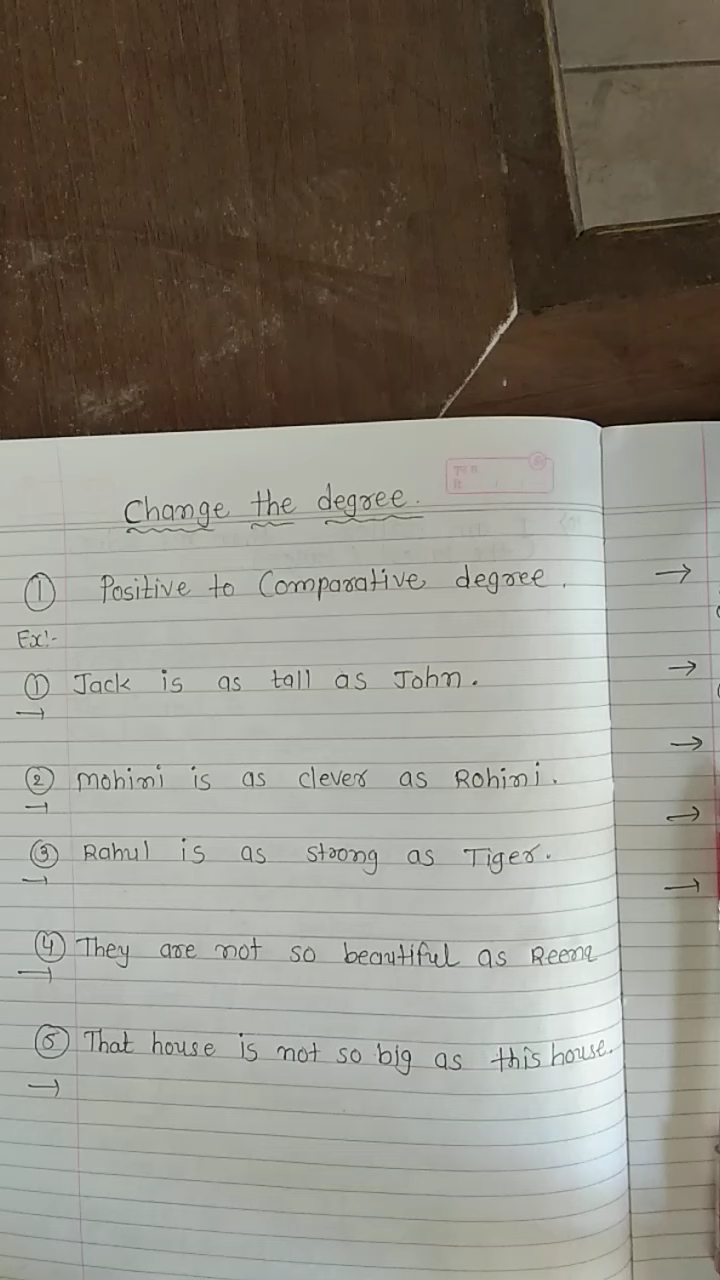 Change the degree.
① Positive to Comparative degree. →
Ex:-
① Jack is as tall as John. →
→
→
② Mohini is as clever as Rohini.
→
→
③ Rahul is as strong as Tiger.
→
→
④ They are not so beautiful as Reena
→
⑤ That house is not so big as this house.
→